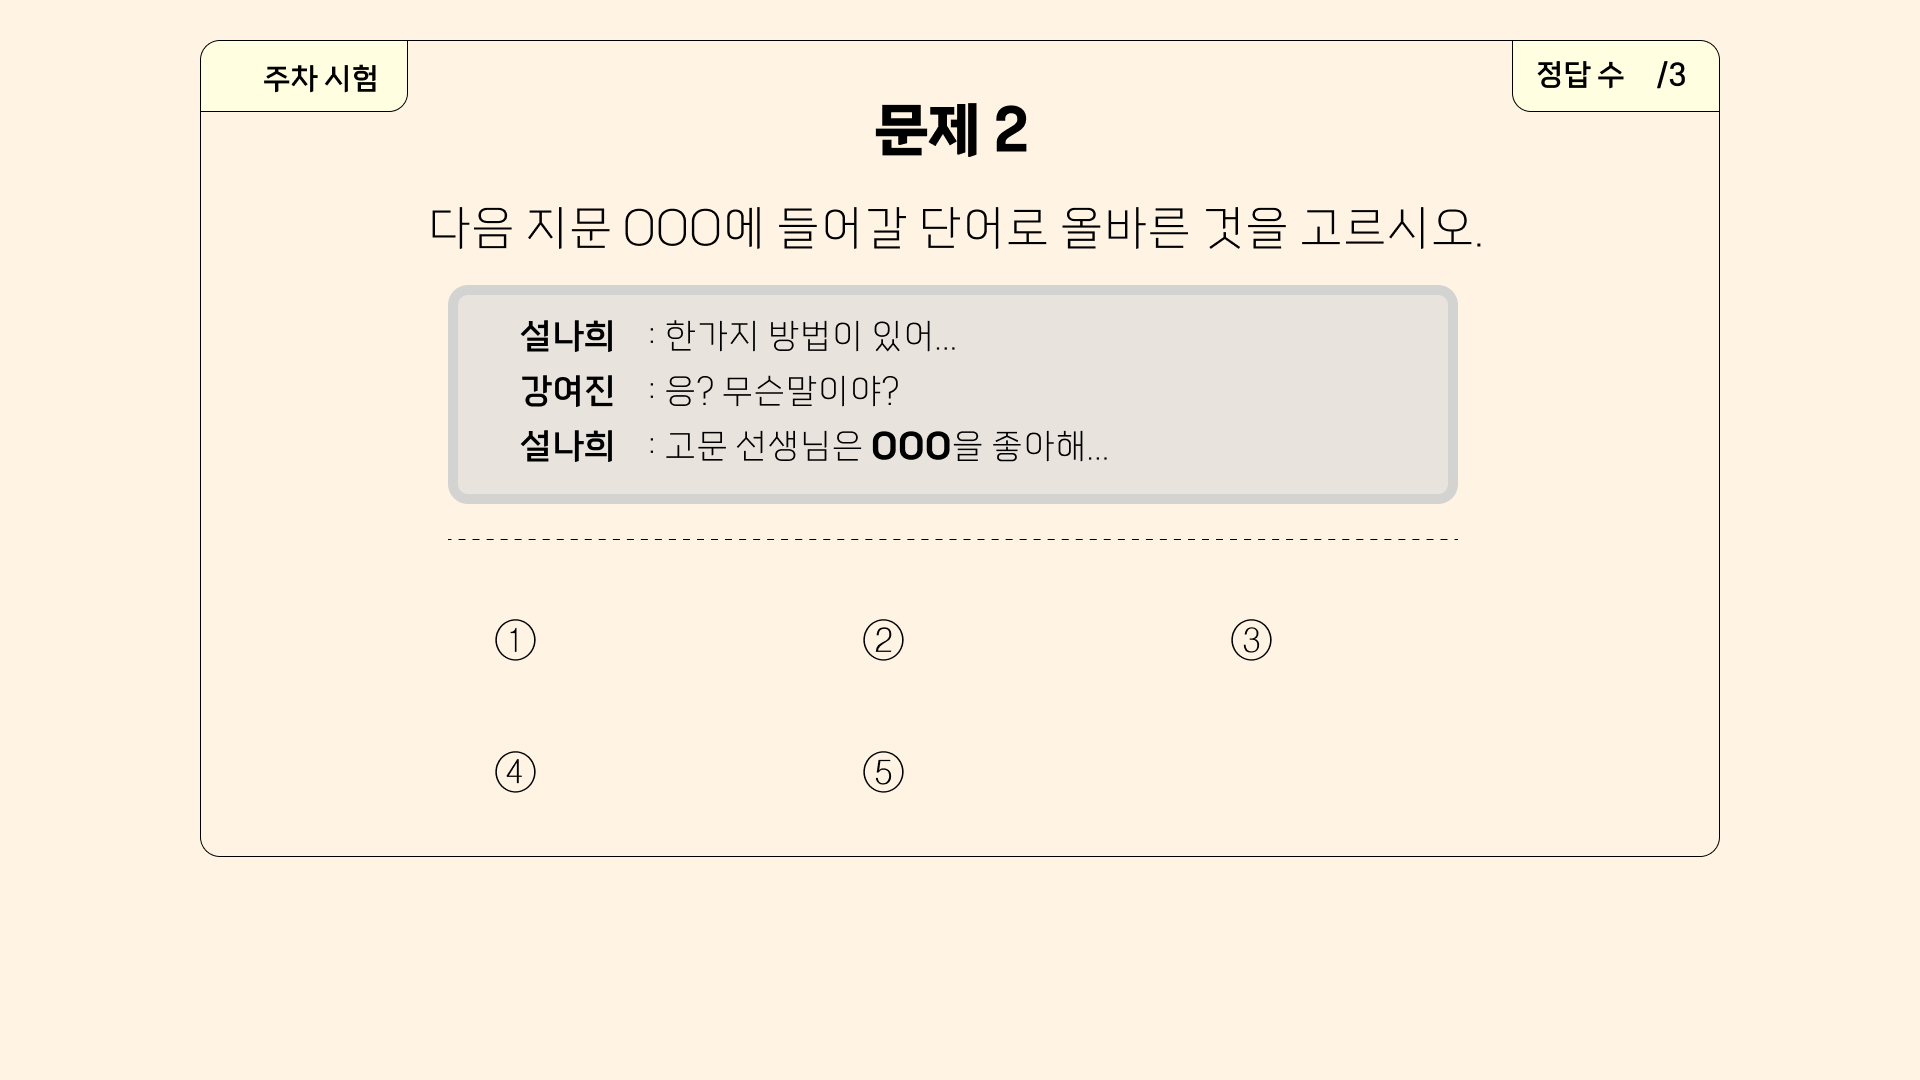 주차 시험
정답 수 /3
문제 2
다음 지문 OOO에 들어갈 단어로 올바른 것을 고르시오.
설나희 : 한가지 방법이 있어...
강여진 : 응? 무슨말이야?
설나희 : 고문 선생님은 OOO을 좋아해...
① ② ③
④ ⑤